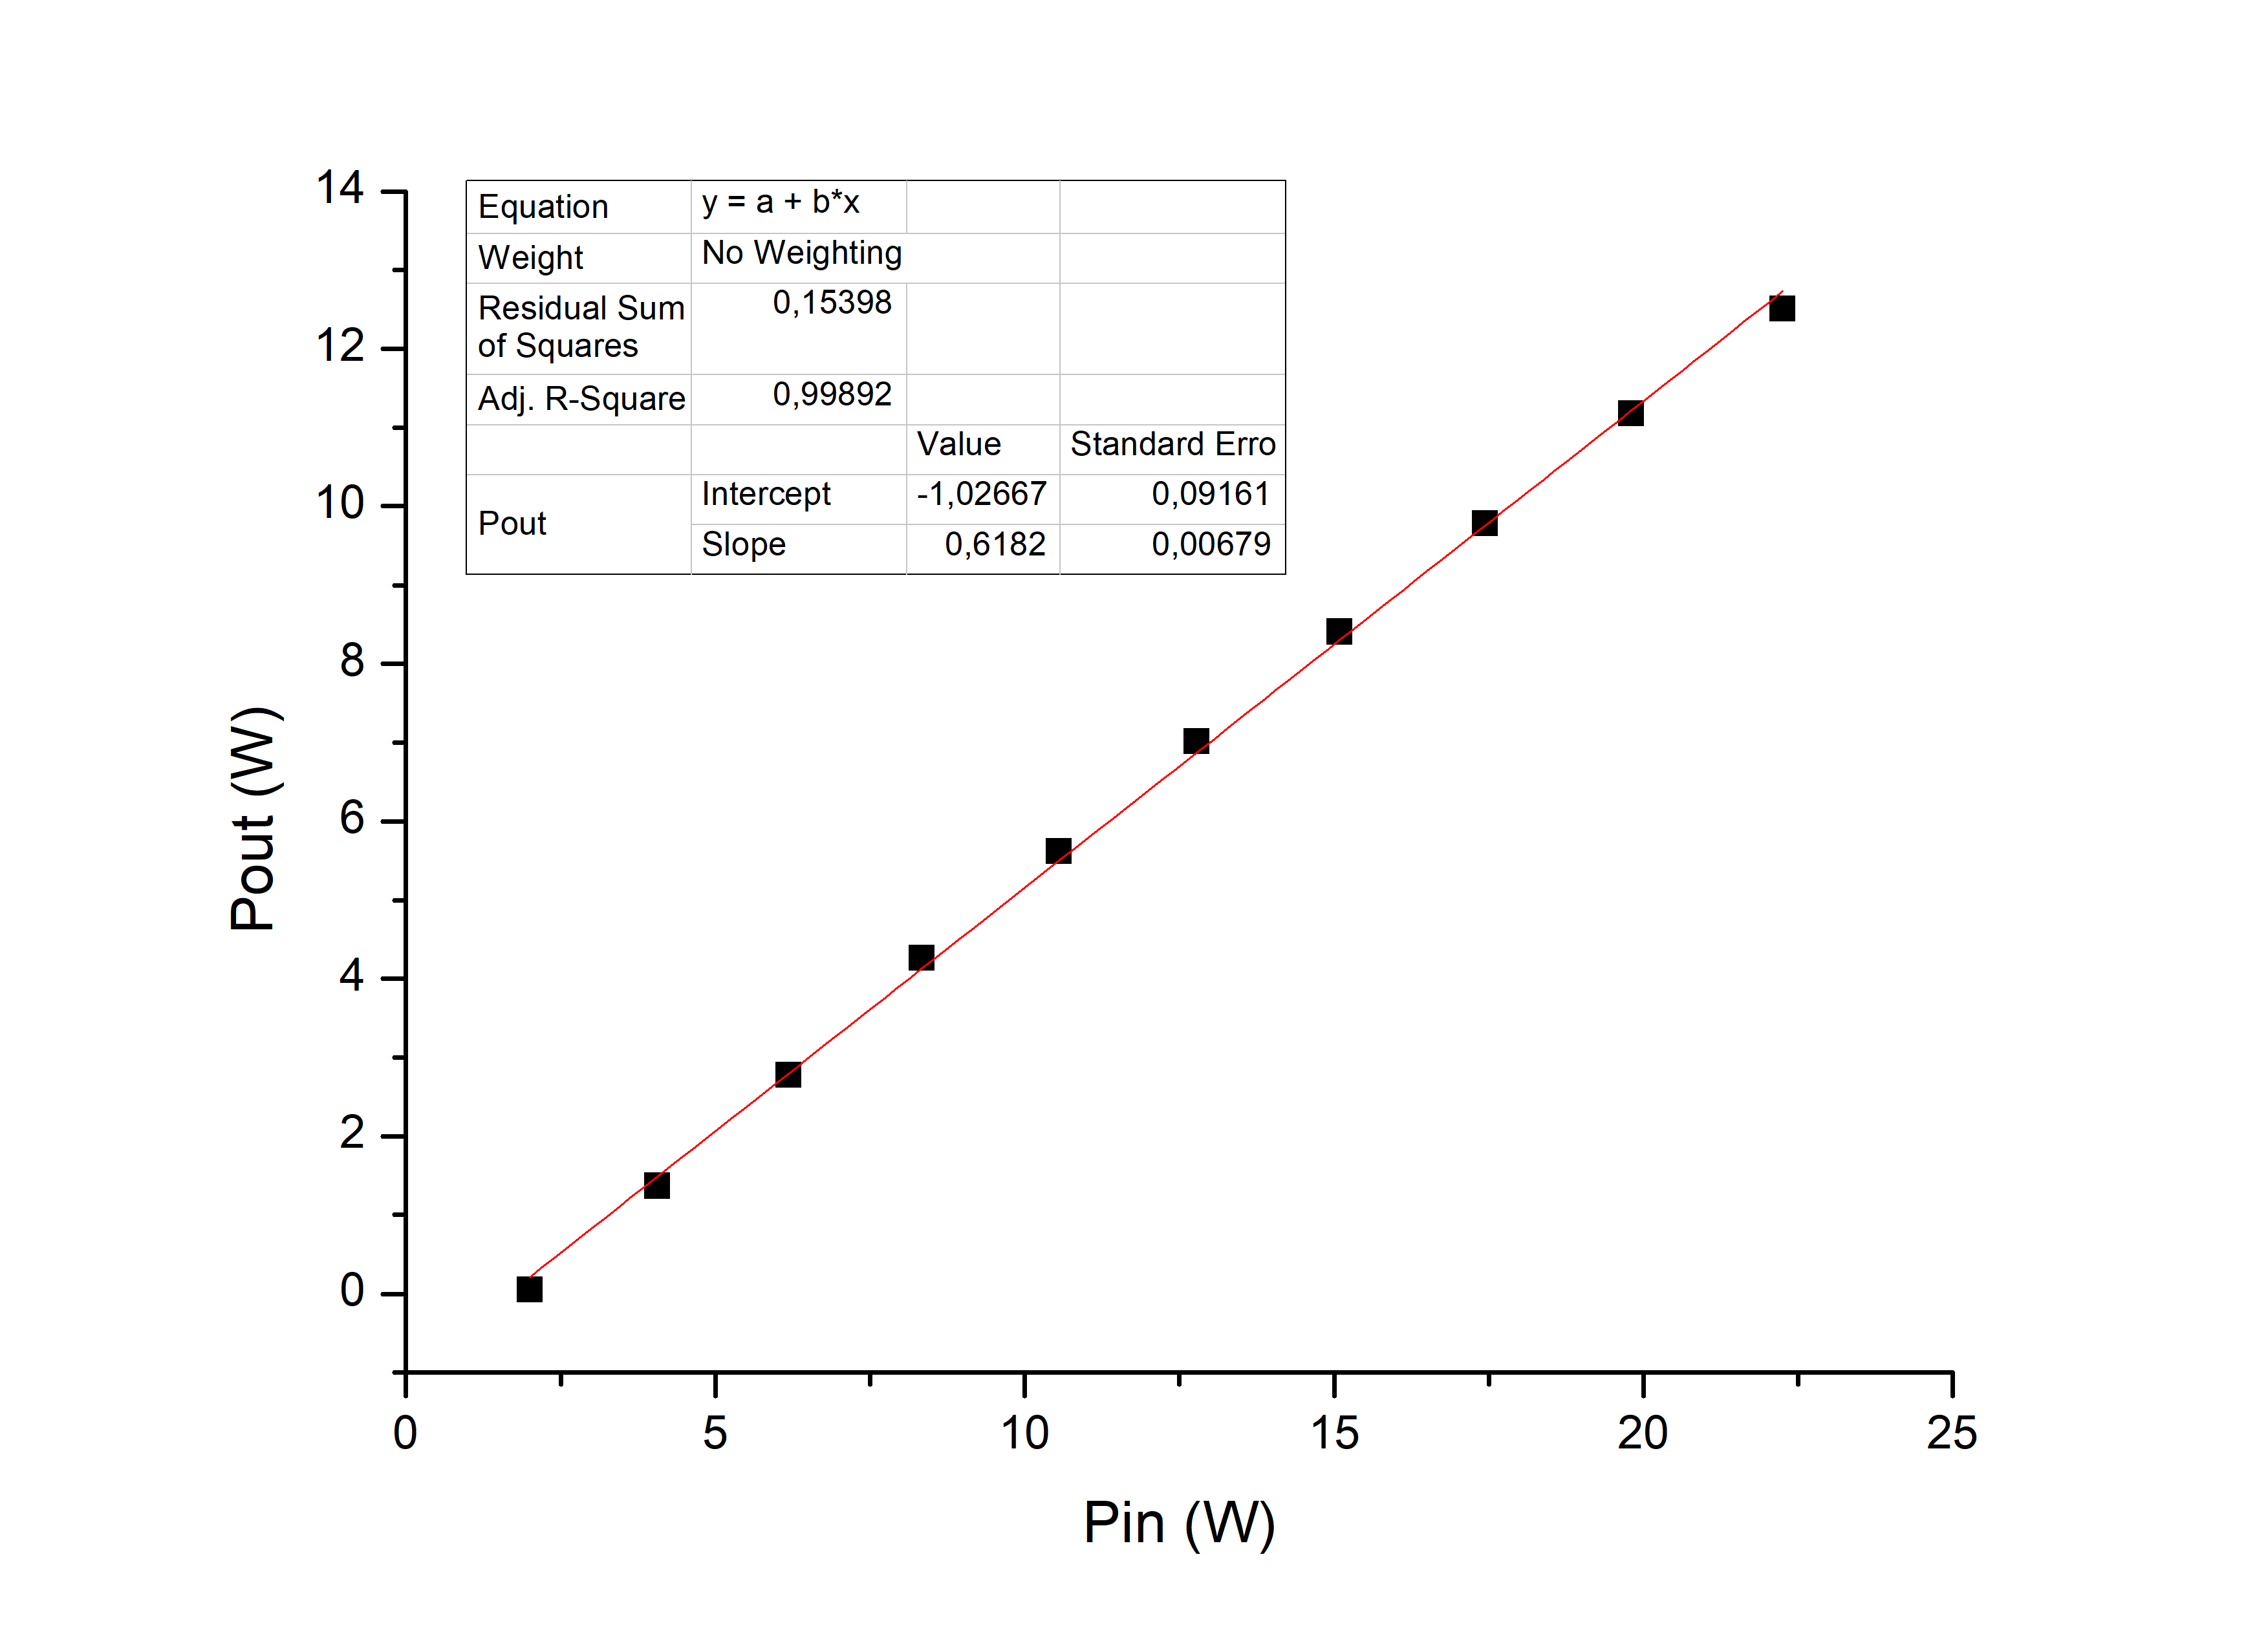 14
12
10
8
6
4
2
0
Pout (W)
Equation y = a + b*x
Weight No Weighting
Residual Sum
of Squares 0,15398
Adj. R-Square 0,99892
Value Standard Erro
Pout Intercept -1,02667 0,09161
Slope 0,6182 0,00679
0 5 10 15 20 25
Pin (W)